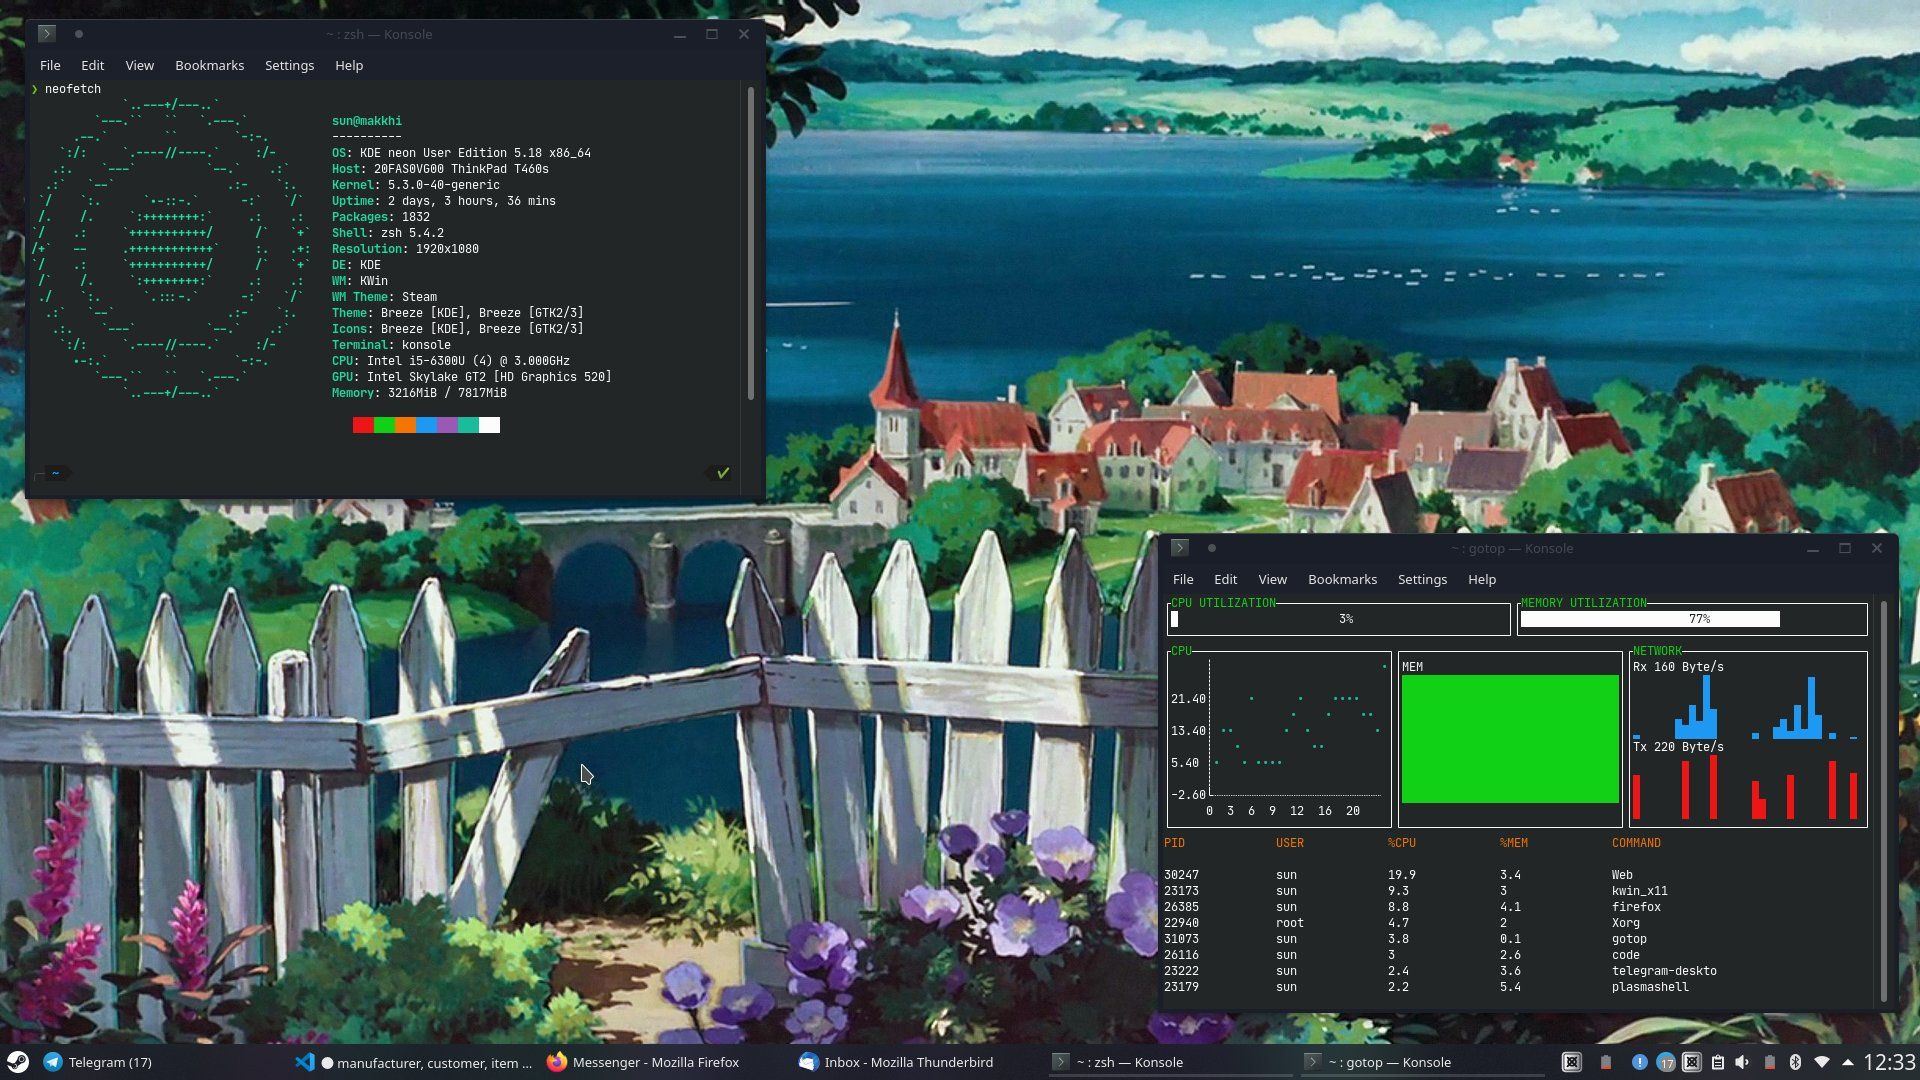 ~ : zsh — Konsole
File Edit View Bookmarks Settings Help
❯ neofetch
sun@makkhi
----------
OS: KDE neon User Edition 5.18 x86_64
Host: 20FAS0VG00 ThinkPad T460s
Kernel: 5.3.0-40-generic
Uptime: 2 days, 3 hours, 36 mins
Packages: 1832
Shell: zsh 5.4.2
Resolution: 1920x1080
DE: KDE
WM: KWin
WM Theme: Steam
Theme: Breeze [KDE], Breeze [GTK2/3]
Icons: Breeze [KDE], Breeze [GTK2/3]
Terminal: konsole
CPU: Intel i5-6300U (4) @ 3.000GHz
GPU: Intel Skylake GT2 [HD Graphics 520]
Memory: 3216MiB / 7817MiB
~
~ : gotop — Konsole
File Edit View Bookmarks Settings Help
CPU UTILIZATION MEMORY UTILIZATION
3% 77%
CPU MEM NETWORK
Rx 160 Byte/s
21.40
13.40
Tx 220 Byte/s
5.40
-2.60
0 3 6 9 12 16 20
PID USER %CPU %MEM COMMAND
30247 sun 19.9 3.4 Web
23173 sun 9.3 3 kwin_x11
26385 sun 8.8 4.1 firefox
22940 root 4.7 2 Xorg
31073 sun 3.8 0.1 gotop
26116 sun 3 2.6 code
23222 sun 2.4 3.6 telegram-deskto
23179 sun 2.2 5.4 plasmashell
Telegram (17) ● manufacturer, customer, item ... Messenger - Mozilla Firefox Inbox - Mozilla Thunderbird ~ : zsh — Konsole ~ : gotop — Konsole 17 12:33